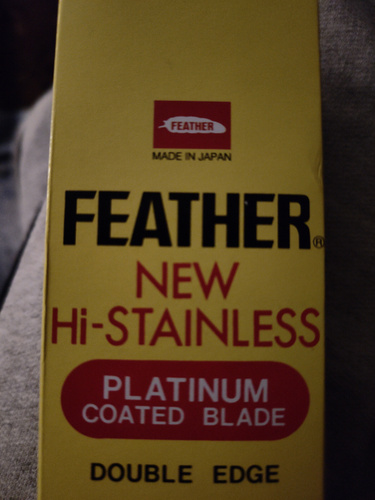 FEATHER
MADE IN JAPAN
FEATHER®
NEW
Hi-STAINLESS
PLATINUM
COATED BLADE
DOUBLE EDGE